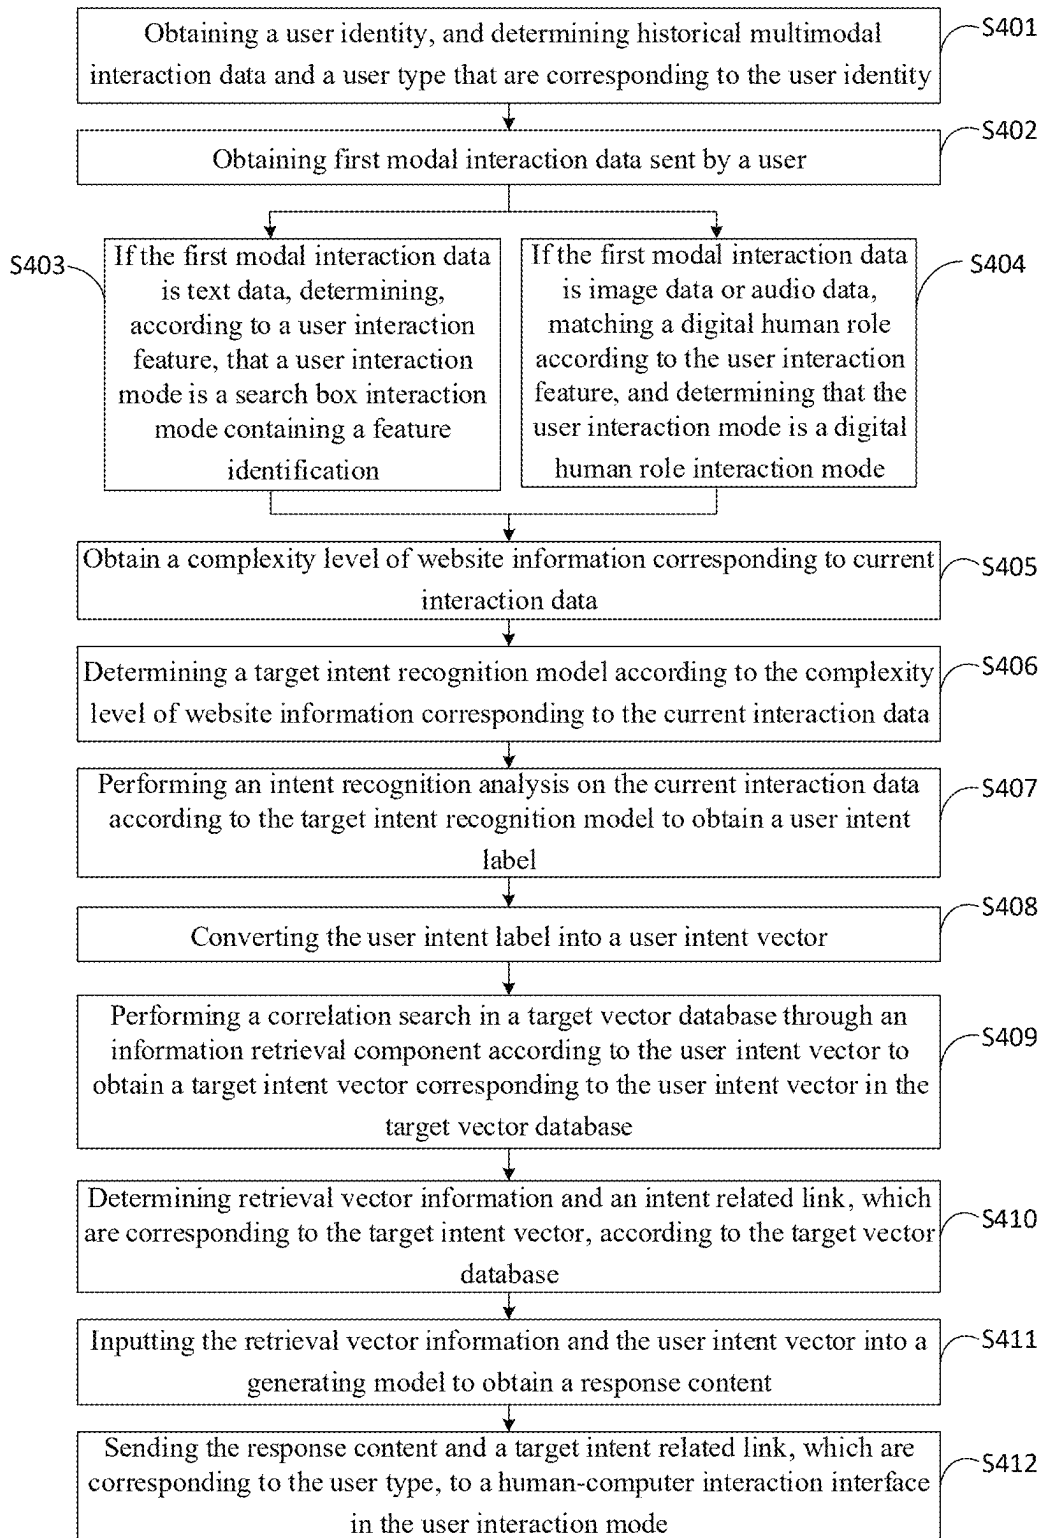 Obtaining a user identity, and determining historical multimodal
interaction data and a user type that are corresponding to the user identity
S401
Obtaining first modal interaction data sent by a user
S402
S403
If the first modal interaction data
is text data, determining,
according to a user interaction
feature, that a user interaction
mode is a search box interaction
mode containing a feature
identification
If the first modal interaction data
is image data or audio data,
matching a digital human role
according to the user interaction
feature, and determining that the
user interaction mode is a digital
human role interaction mode
S404
Obtain a complexity level of website information corresponding to current
interaction data
S405
Determining a target intent recognition model according to the complexity
level of website information corresponding to the current interaction data
S406
Performing an intent recognition analysis on the current interaction data
according to the target intent recognition model to obtain a user intent
label
S407
Converting the user intent label into a user intent vector
S408
Performing a correlation search in a target vector database through an
information retrieval component according to the user intent vector to
obtain a target intent vector corresponding to the user intent vector in the
target vector database
S409
Determining retrieval vector information and an intent related link, which
are corresponding to the target intent vector, according to the target vector
database
S410
Inputting the retrieval vector information and the user intent vector into a
generating model to obtain a response content
S411
Sending the response content and a target intent related link, which are
corresponding to the user type, to a human-computer interaction interface
in the user interaction mode
S412